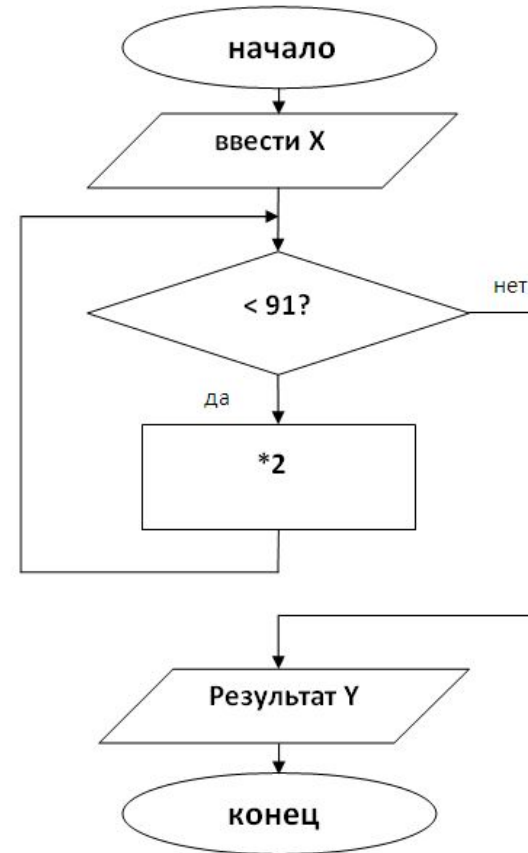 начало
ввести X
< 91?
нет
да
*2
Результат Y
конец